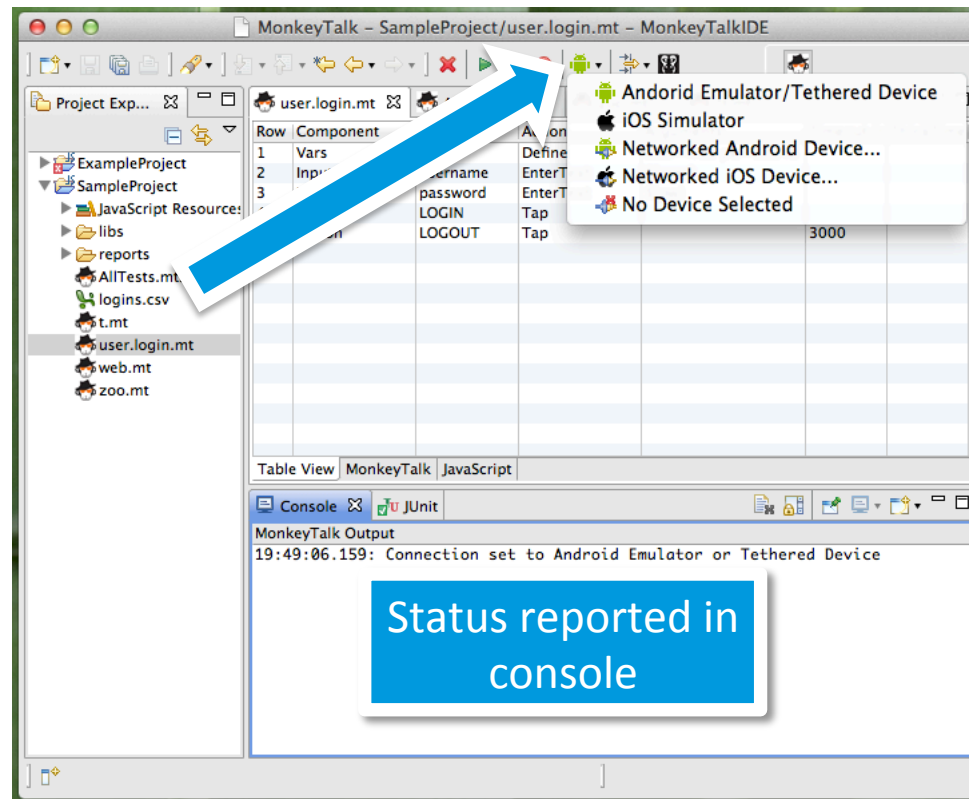 MonkeyTalk – SampleProject/user.login.mt – MonkeyTalkIDE
Project Exp...
user.login.mt
Andorid Emulator/Tethered Device
iOS Simulator
Networked Android Device...
Networked iOS Device...
No Device Selected
Row Component
1 Vars Define
2 EnterT
3 password EnterT
LOGIN Tap
LOGOUT Tap 3000
ExampleProject
SampleProject
JavaScript Resource
libs
reports
AllTests.m
logins.csv
t.mt
user.login.mt
web.mt
zoo.mt
Table View MonkeyTalk JavaScript
Console JUnit
MonkeyTalk Output
19:49:06.159: Connection set to Android Emulator or Tethered Device
Status reported in
console